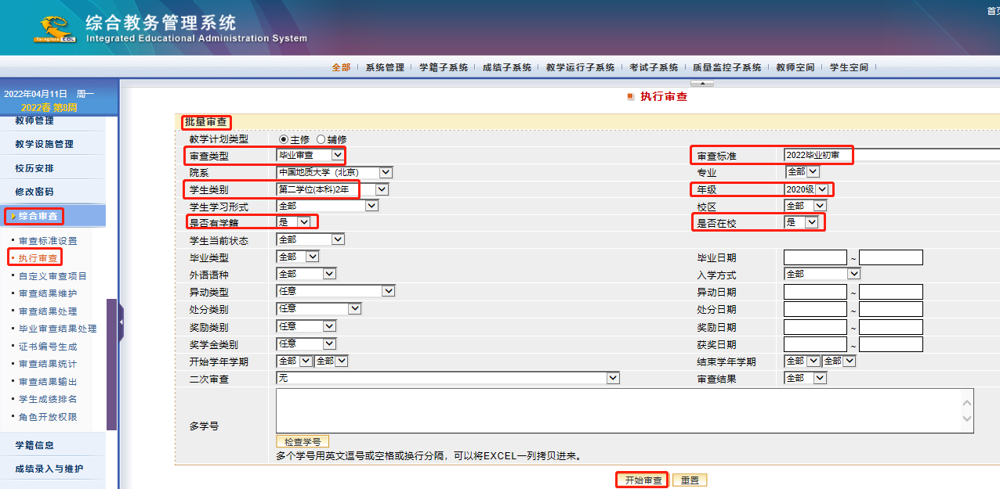 综合教务管理系统
Integrated Educational Administration System
Tsinghua EOL
首页
全部 系统管理 学籍子系统 成绩子系统 教学运行子系统 考试子系统 质量监控子系统 教师空间 学生空间
2022年04月11日 周一
2022春 第8周
教师管理
教学设施管理
校历安排
修改密码
综合审查
审查标准设置
执行审查
自定义审查项目
审查结果维护
审查结果处理
毕业审查结果处理
证书编号生成
审查结果统计
审查结果输出
学生成绩排名
角色开放权限
学籍信息
成绩录入与维护
执行审查
批量审查
教学计划类型 主修 辅修
审查类型 毕业审查 审查标准 2022毕业初审
院系 中国地质大学（北京） 专业 全部
学生类别 第二学位(本科)2年 年级 2020级
学生学习形式 全部 校区 全部
是否有学籍 是 是否在校 是
学生当前状态 全部
毕业类型 全部 毕业日期 ~
外语语种 全部 入学方式 全部
异动类型 任意 异动日期 ~
处分类别 任意 处分日期 ~
奖励类别 任意 奖励日期 ~
奖学金类别 任意 获奖日期 ~
开始学年学期 全部 全部 结束学年学期 全部 全部
二次审查 无 审查结果 全部
多学号
检查学号
多个学号用英文逗号或空格或换行分隔，可以将EXCEL一列拷贝进来。
开始审查 重置